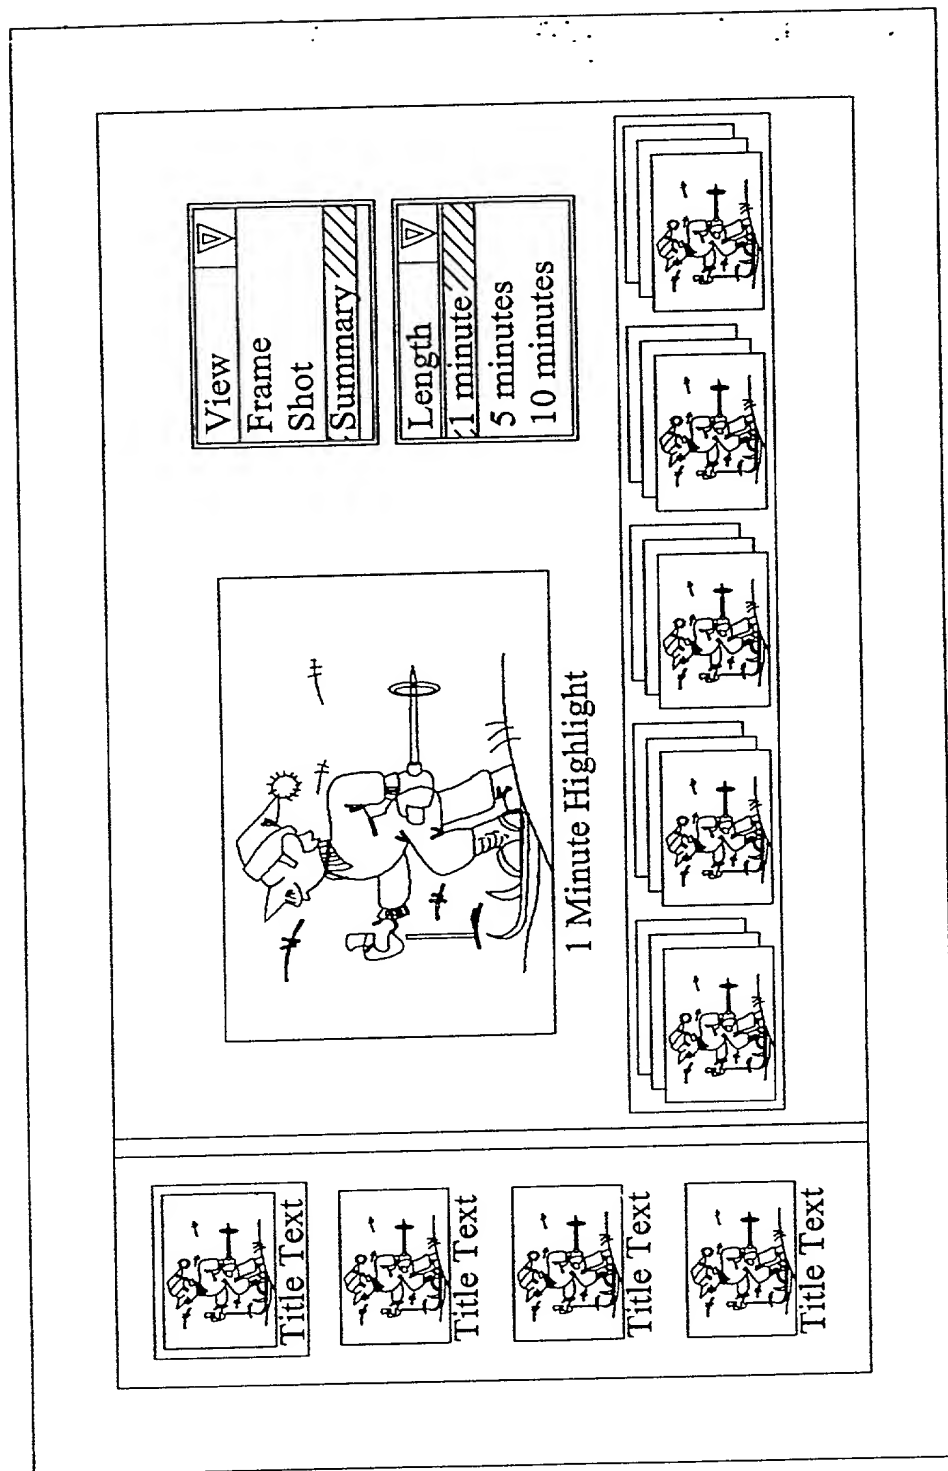 View
Frame
Shot
Summary
Length
1 minute
5 minutes
10 minutes
1 Minute Highlight
Title Text
Title Text
Title Text
Title Text